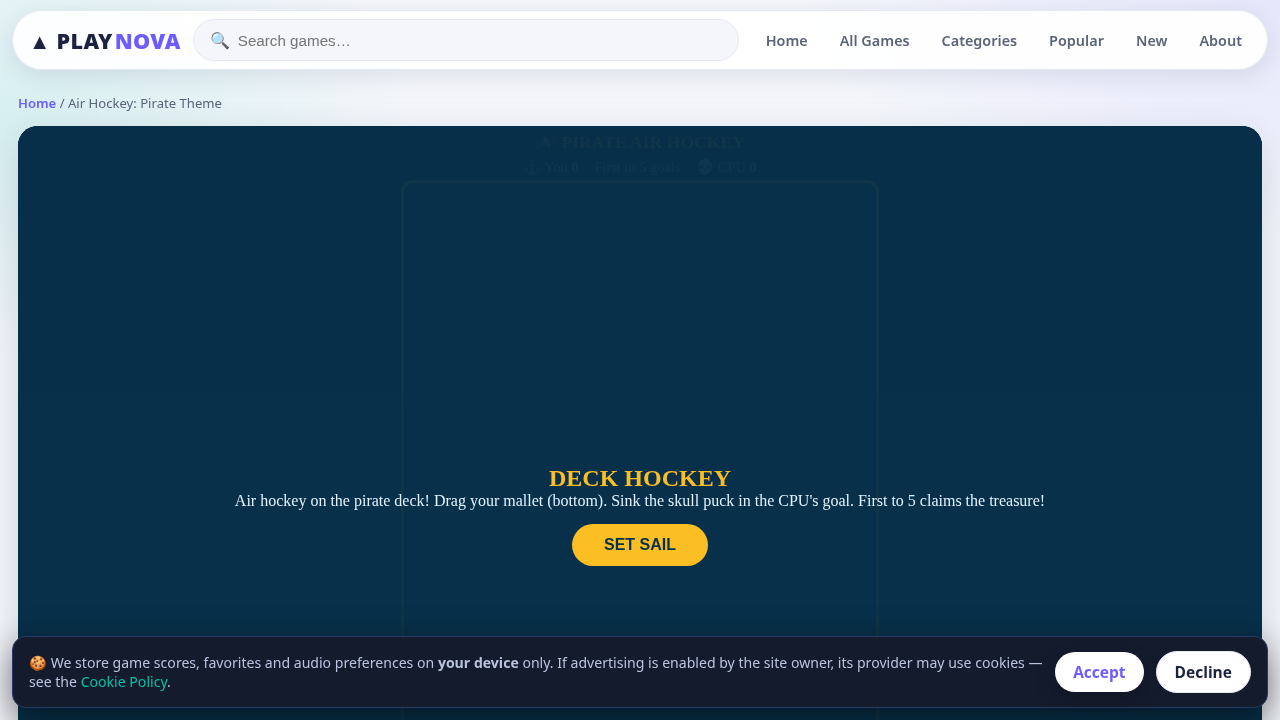 ▲ PLAYNOVA
🔍 Search games…
Home
All Games
Categories
Popular
New
About
Home / Air Hockey: Pirate Theme
PIRATE AIR HOCKEY
You 0 First to 5 goals CPU 0
DECK HOCKEY
Air hockey on the pirate deck! Drag your mallet (bottom). Sink the skull puck in the CPU's goal. First to 5 claims the treasure!
SET SAIL
🍪 We store game scores, favorites and audio preferences on your device only. If advertising is enabled by the site owner, its provider may use cookies —
see the Cookie Policy.
Accept
Decline